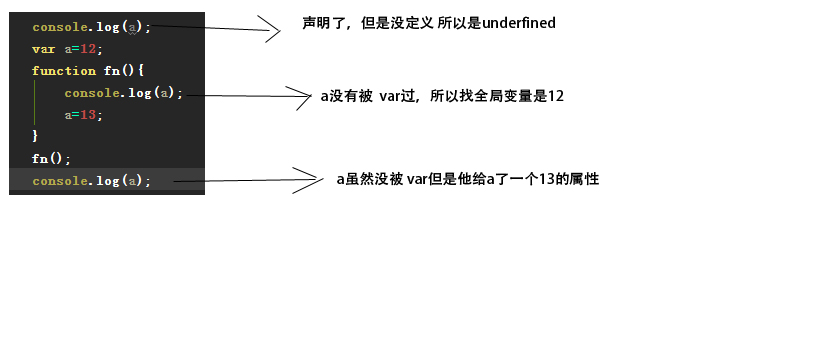 console.log(a);
声明了，但是没定义 所以是underfined
var a=12;
function fn(){
console.log(a);
a没有被 var过，所以找全局变量是12
a=13;
}
fn();
console.log(a);
a虽然没被 var但是他给a了一个13的属性